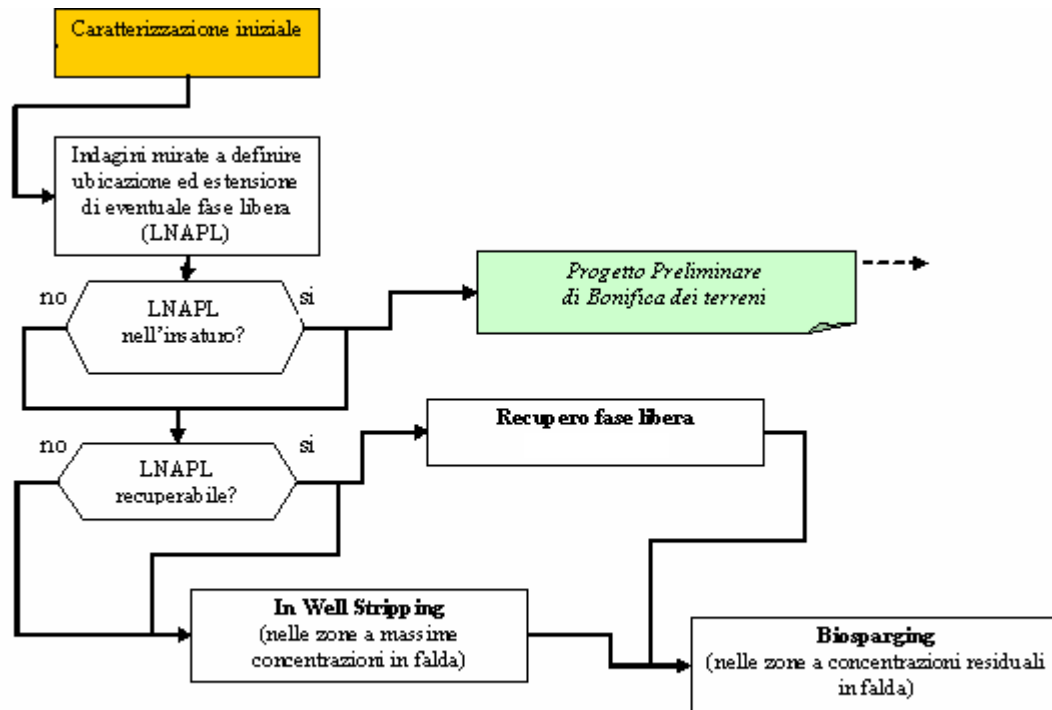 Caratterizzazione iniziale
Indagini mirate a definire
ubicazione ed estensione
di eventuale fase libera
(LNAPL)
no
LNAPL
nell'insaturo?
si
Progetto Preliminare
di Bonifica dei terreni
no
LNAPL
recuperabile?
si
Recupero fase libera
In Well Stripping
(nelle zone a massime
concentrazioni in falda)
Biosparging
(nelle zone a concentrazioni residuali
in falda)